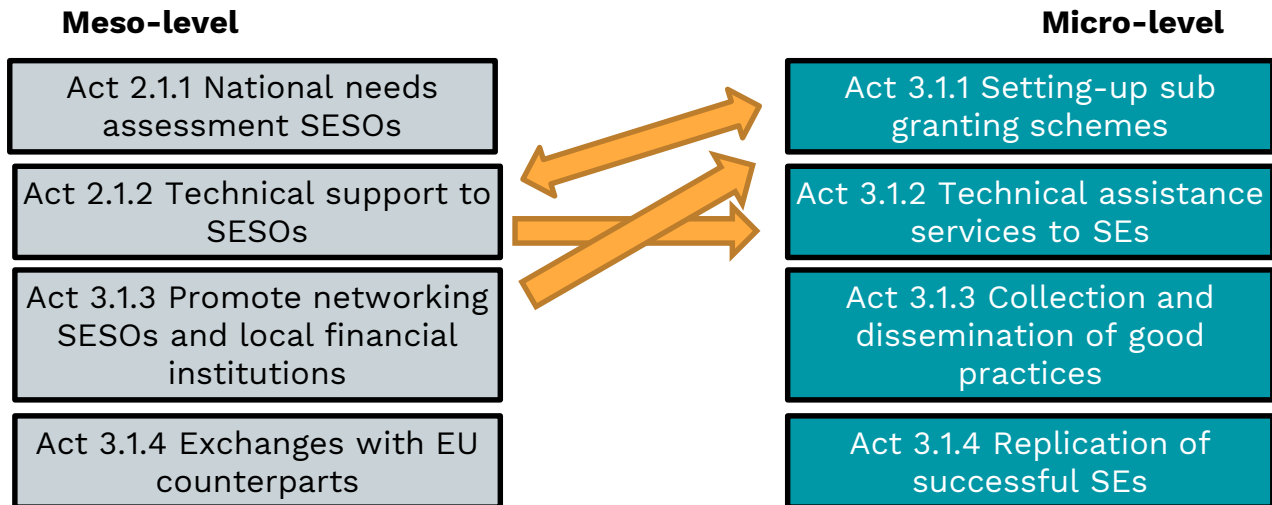 Meso-level
Micro-level
Act 2.1.1 National needs
assessment SESOs
Act 2.1.2 Technical support to
SESOs
Act 3.1.3 Promote networking
SESOs and local financial
institutions
Act 3.1.4 Exchanges with EU
counterparts
Act 3.1.1 Setting-up sub
granting schemes
Act 3.1.2 Technical assistance
services to SEs
Act 3.1.3 Collection and
dissemination of good
practices
Act 3.1.4 Replication of
successful SEs